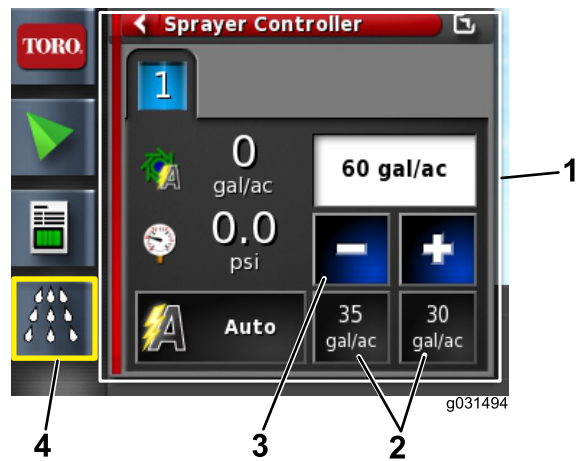 TORO.
Sprayer Controller
1
0
gal/ac
60 gal/ac
0.0
psi
Auto
35
gal/ac
30
gal/ac
1
2
3
4
g031494